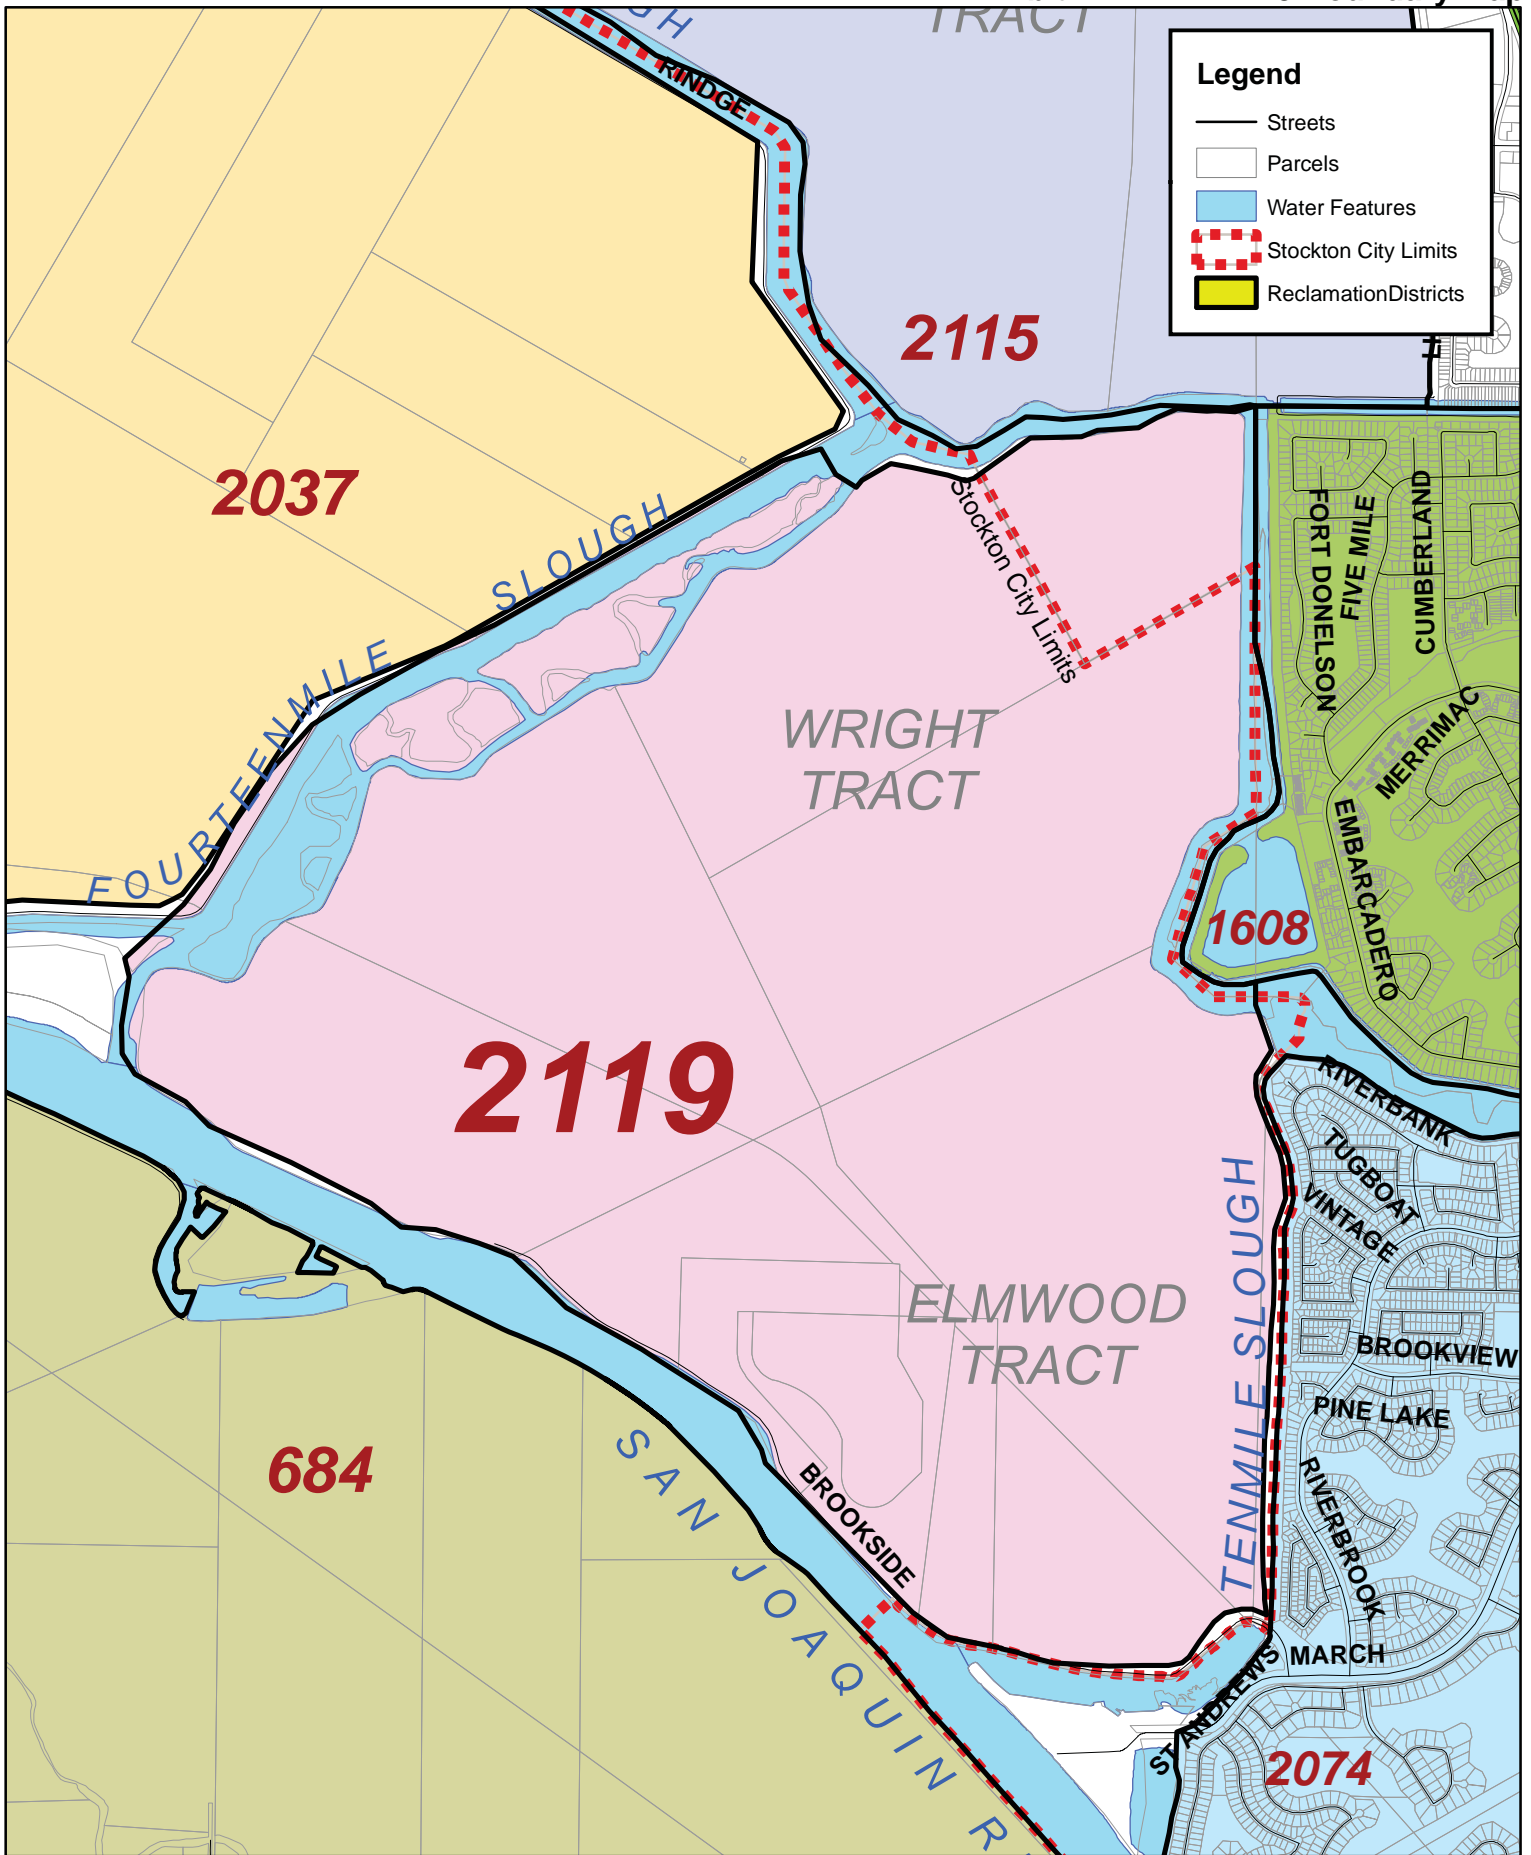 TRACT
RINDGE
Legend
Streets
Parcels
Water Features
Stockton City Limits
ReclamationDistricts
2115
2037
FOURTEENMILE SLOUGH
Stockton City Limits
FORT DONELSON
FIVE MILE
CUMBERLAND
WRIGHT
TRACT
MERRIMAC
EMBARCADERO
1608
2119
RIVERBANK
TUGBOAT
VINTAGE
TENMILE SLOUGH
ELMWOOD
TRACT
BROOKVIEW
PINE LAKE
684
SAN JOAQUIN R
BROOKSIDE
RIVERBROOK
MARCH
ST ANDREWS
2074